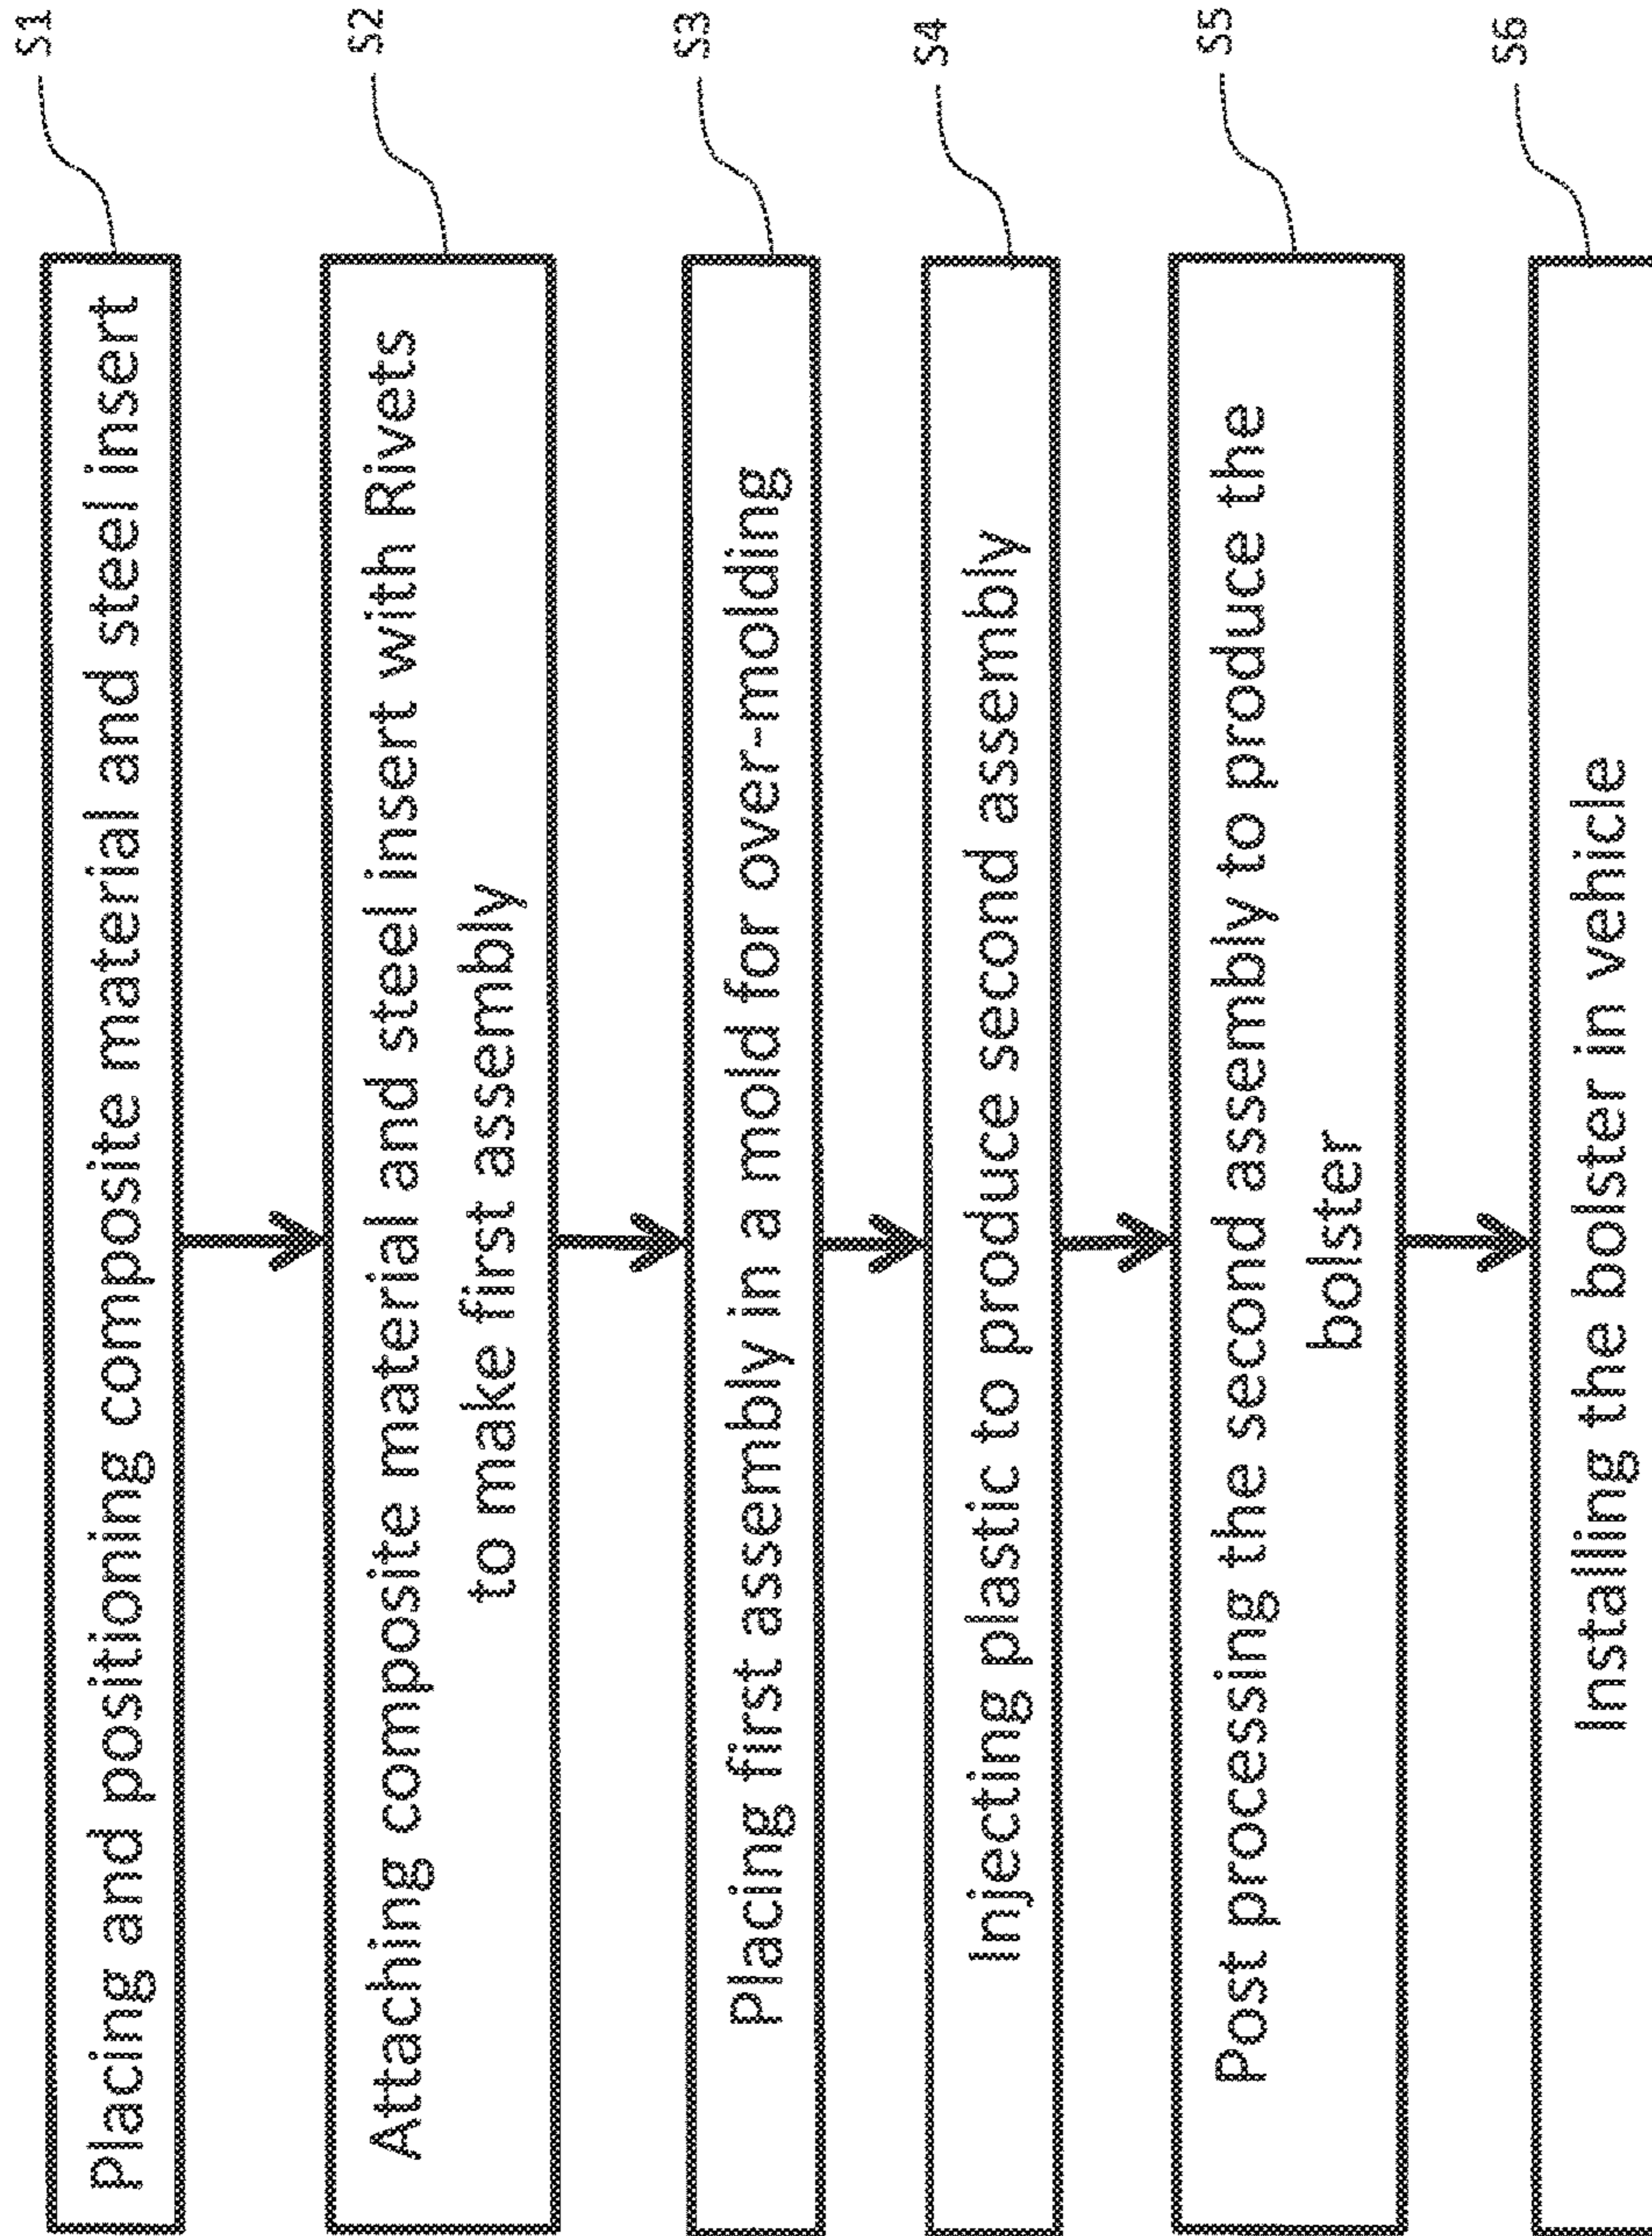 Placing and positioning composite material and steel insert
S1
Attaching composite material and steel insert with Rivets
to make first assembly
S2
Placing first assembly in a mold for over-molding
S3
Injecting plastic to produce second assembly
S4
Post processing the second assembly to produce the
bolster
S5
Installing the bolster in vehicle
S6